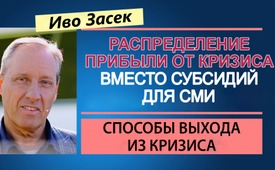 Иво Засек
РАСПРЕДЕЛЕНИЕ
ПРИБЫЛИ ОТ КРИЗИСА
ВМЕСТО СУБСИДИЙ
ДЛЯ СМИ
СПОСОБЫ ВЫХОДА
ИЗ КРИЗИСА